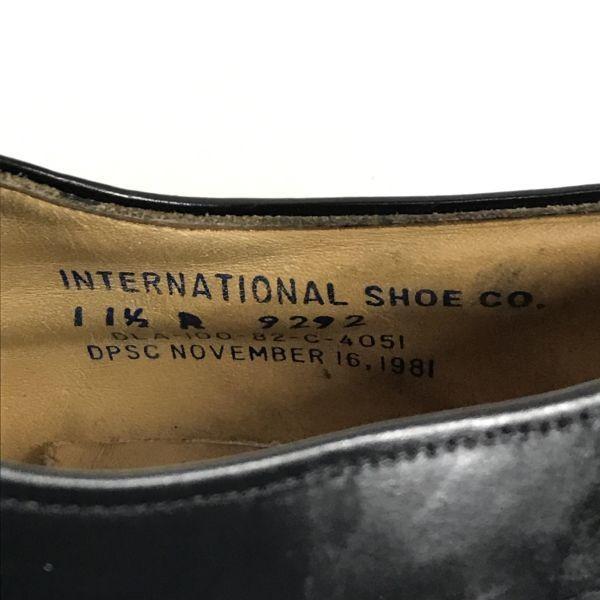 INTERNATIONAL SHOE CO.
11½ R 9292
DLA-100-82-C-4051
DPSC NOVEMBER 16, 1981